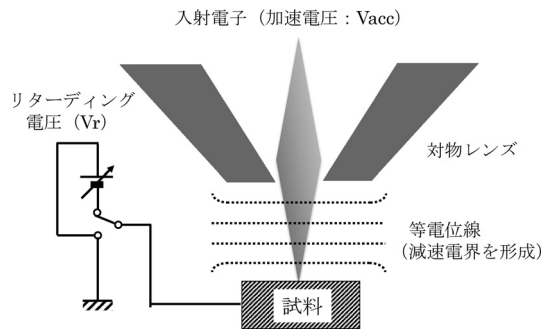 入射電子（加速電圧：Vacc）
リターディング
電圧（Vr）
対物レンズ
等電位線
（減速電界を形成）
試料